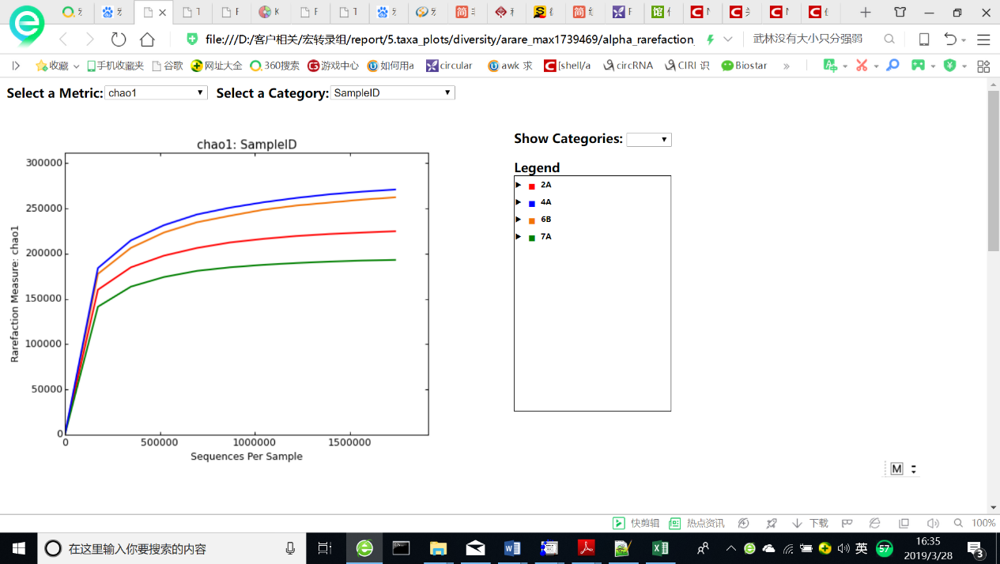 file:///D:/客户相关/宏转录组/report/5.taxa_plots/diversity/arare_max1739469/alpha_rarefaction_
武林没有大小只分强弱
收藏 手机收藏夹 谷歌 网址大全 360搜索 游戏中心 如何用a circular awk 求 [shell/a circRNA CIRI 识 Biostar »
Select a Metric: chao1 Select a Category: SampleID
chao1: SampleID
Show Categories:
Legend
2A
4A
6B
7A
Rarefaction Measure: chao1
300000
250000
200000
150000
100000
50000
0
0 500000 1000000 1500000
Sequences Per Sample
M
快剪辑 热点资讯 下载 100%
在这里输入你要搜索的内容
英 57 16:35
2019/3/28
3